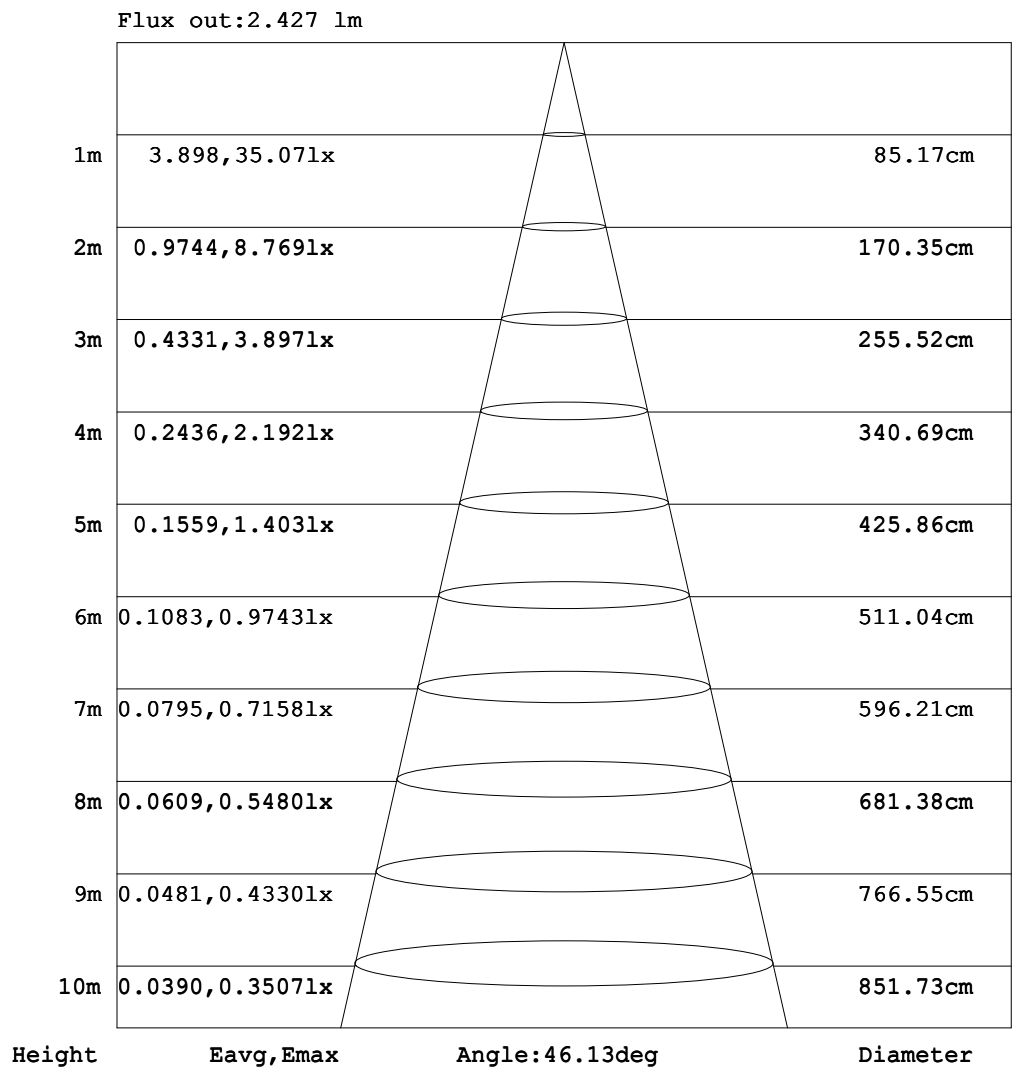 Flux out:2.427 lm
1m 3.898,35.07lx 85.17cm
2m 0.9744,8.769lx 170.35cm
3m 0.4331,3.897lx 255.52cm
4m 0.2436,2.192lx 340.69cm
5m 0.1559,1.403lx 425.86cm
6m 0.1083,0.9743lx 511.04cm
7m 0.0795,0.7158lx 596.21cm
8m 0.0609,0.5480lx 681.38cm
9m 0.0481,0.4330lx 766.55cm
10m 0.0390,0.3507lx 851.73cm
Height Eavg,Emax Angle:46.13deg Diameter